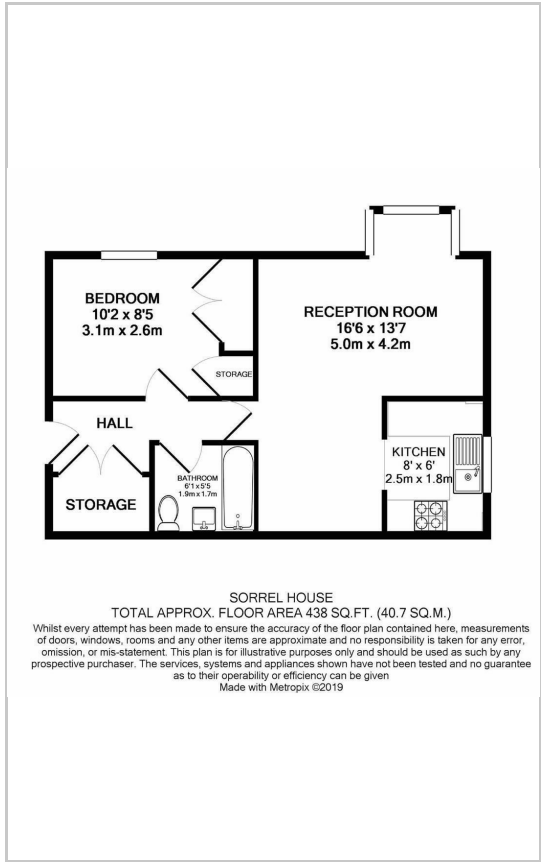 BEDROOM
10'2 x 8'5
3.1m x 2.6m
RECEPTION ROOM
16'6 x 13'7
5.0m x 4.2m
STORAGE
HALL
KITCHEN
8' x 6'
2.5m x 1.8m
BATHROOM
6'1 x 5'5
1.9m x 1.7m
STORAGE
SORREL HOUSE
TOTAL APPROX. FLOOR AREA 438 SQ.FT. (40.7 SQ.M.)
Whilst every attempt has been made to ensure the accuracy of the floor plan contained here, measurements
of doors, windows, rooms and any other items are approximate and no responsibility is taken for any error,
omission, or mis-statement. This plan is for illustrative purposes only and should be used as such by any
prospective purchaser. The services, systems and appliances shown have not been tested and no guarantee
as to their operability or efficiency can be given
Made with Metropix ©2019